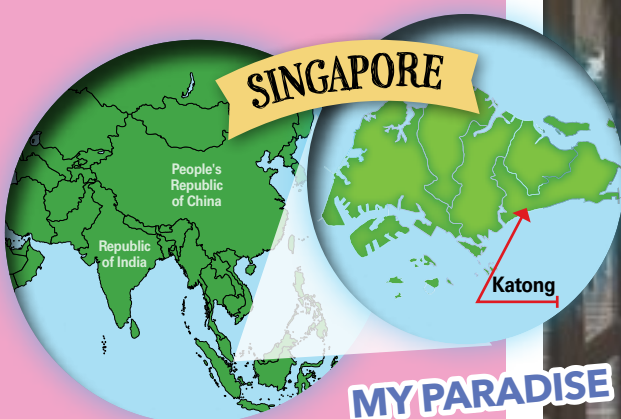 SINGAPORE
People's
Republic
of China
Republic
of India
Katong
MY PARADISE